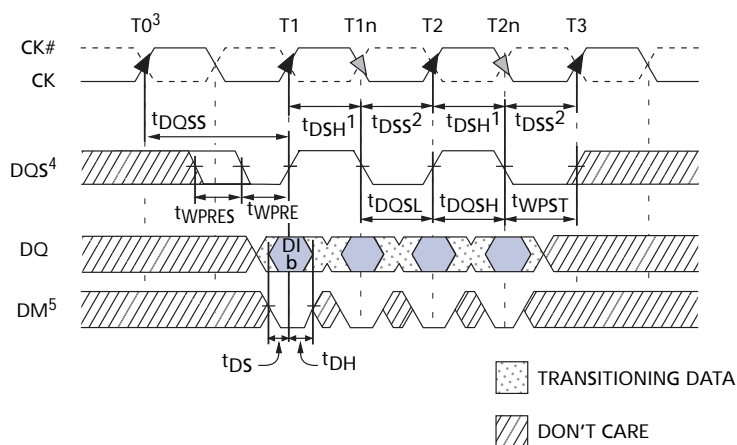 T0³ T1 T1n T2 T2n T3
CK#
CK
tDQSS tDSH¹ tDSS² tDSH¹ tDSS²
DQS⁴
tWPRES tWPRE tDQSL tDQSH tWPST
DQ
DI
b
DM⁵
tDS tDH
TRANSITIONING DATA
DON'T CARE